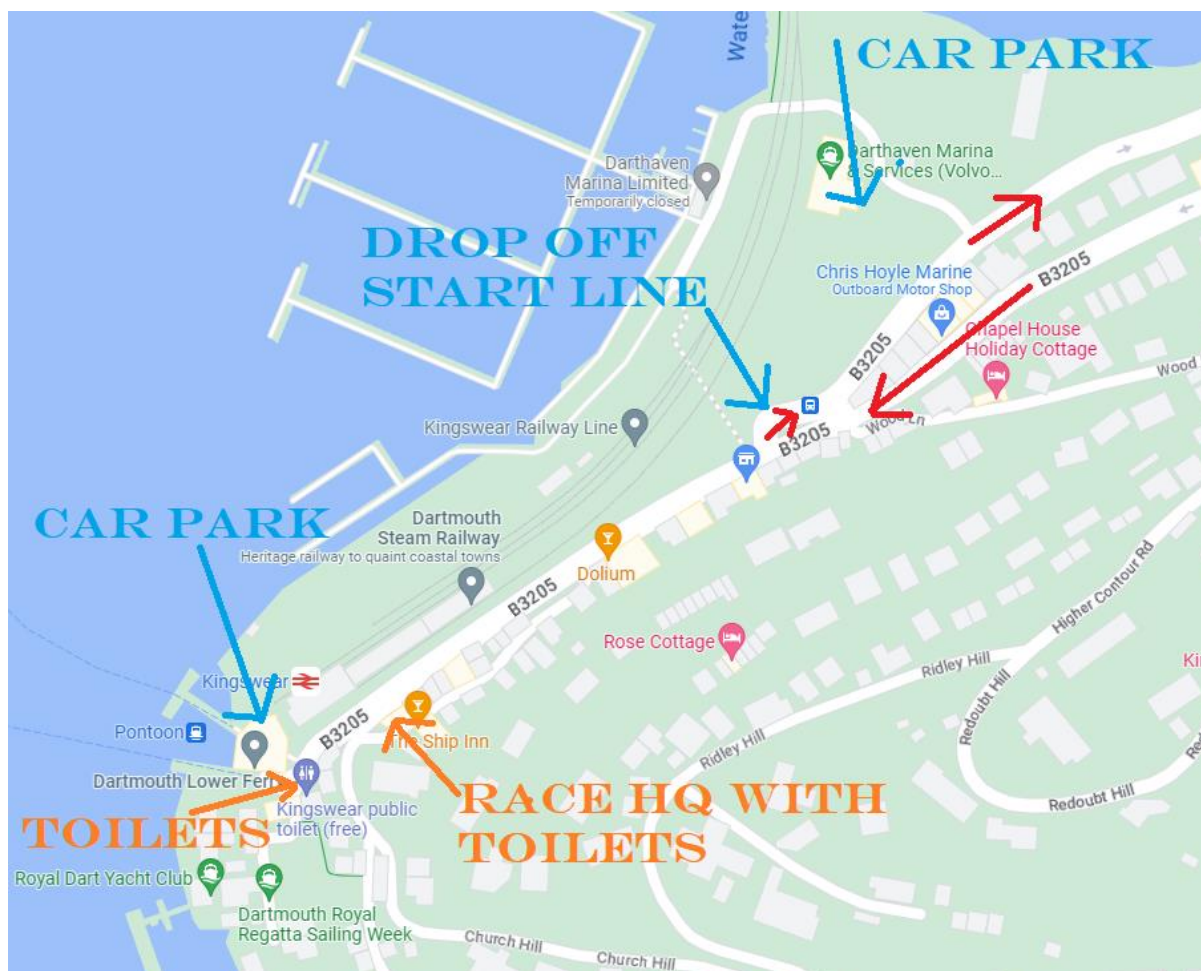 Wate
CAR PARK
Darthaven
Marina Limited
Temporarily closed
Darthaven Marina
& Services (Volvo...
DROP OFF
START LINE
B3205
Chris Hoyle Marine
Outboard Motor Shop
Chapel House
Holiday Cottage
B3205
Wood
Wood Ln
B3205
Kingswear Railway Line
CAR PARK
Dartmouth
Steam Railway
Heritage railway to quaint coastal towns
Dolium
B3205
Higher Contour Rd
Rose Cottage
Ridley Hill
Redoubt Hill
Ki
Kingswear
Pontoon
B3205
The Ship Inn
Ridley Hill
Red
Dartmouth Lower Ferr
Kingswear public
toilet (free)
Redoubt Hill
TOILETS
RACE HQ WITH
TOILETS
Royal Dart Yacht Club
Dartmouth Royal
Regatta Sailing Week
Church Hill
Church Hill